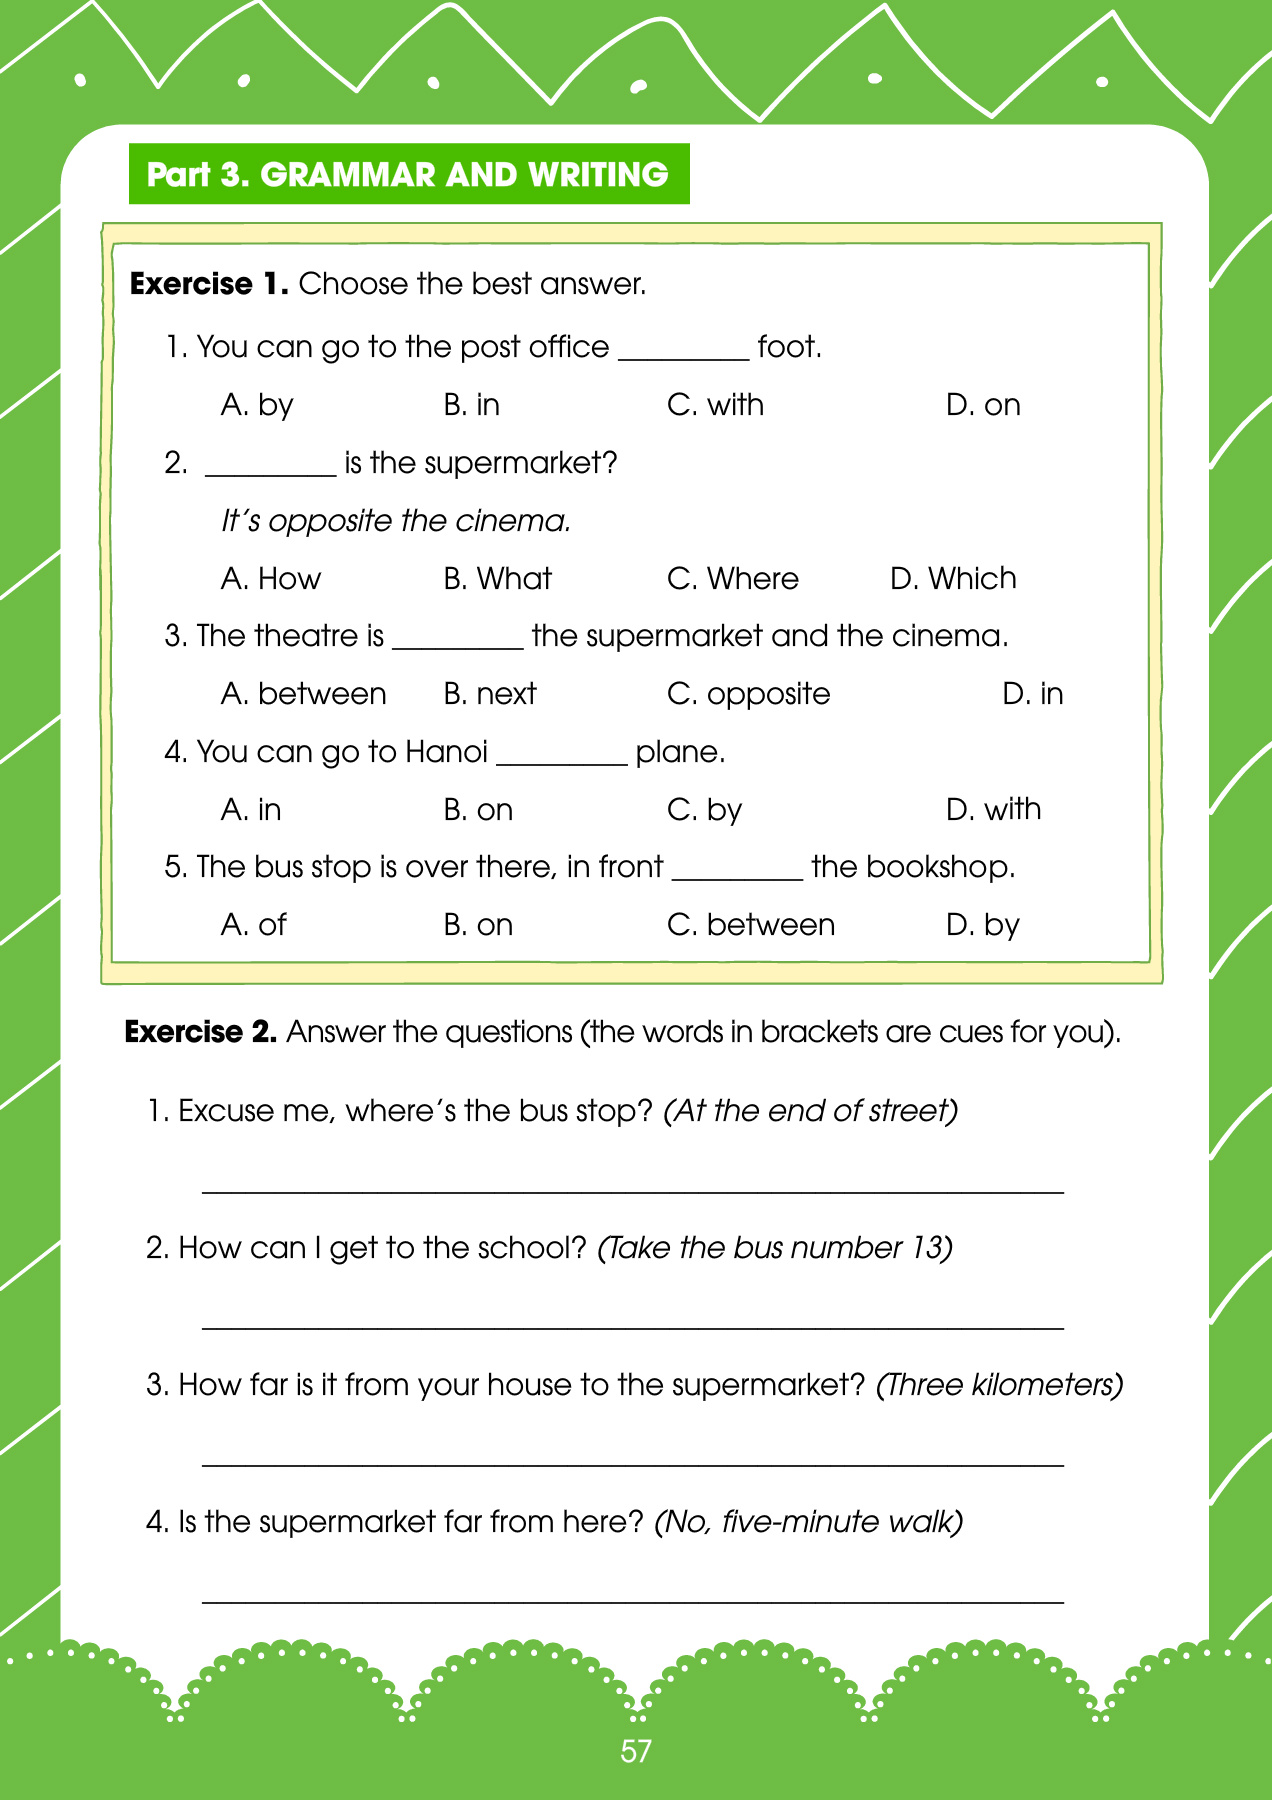 Part 3. GRAMMAR AND WRITING
Exercise 1. Choose the best answer.
1. You can go to the post office _________ foot.
A. by B. in C. with D. on
2. _________ is the supermarket?
It's opposite the cinema.
A. How B. What C. Where D. Which
3. The theatre is _________ the supermarket and the cinema.
A. between B. next C. opposite D. in
4. You can go to Hanoi _________ plane.
A. in B. on C. by D. with
5. The bus stop is over there, in front _________ the bookshop.
A. of B. on C. between D. by
Exercise 2. Answer the questions (the words in brackets are cues for you).
1. Excuse me, where's the bus stop? (At the end of street)
2. How can I get to the school? (Take the bus number 13)
3. How far is it from your house to the supermarket? (Three kilometers)
4. Is the supermarket far from here? (No, five-minute walk)
57